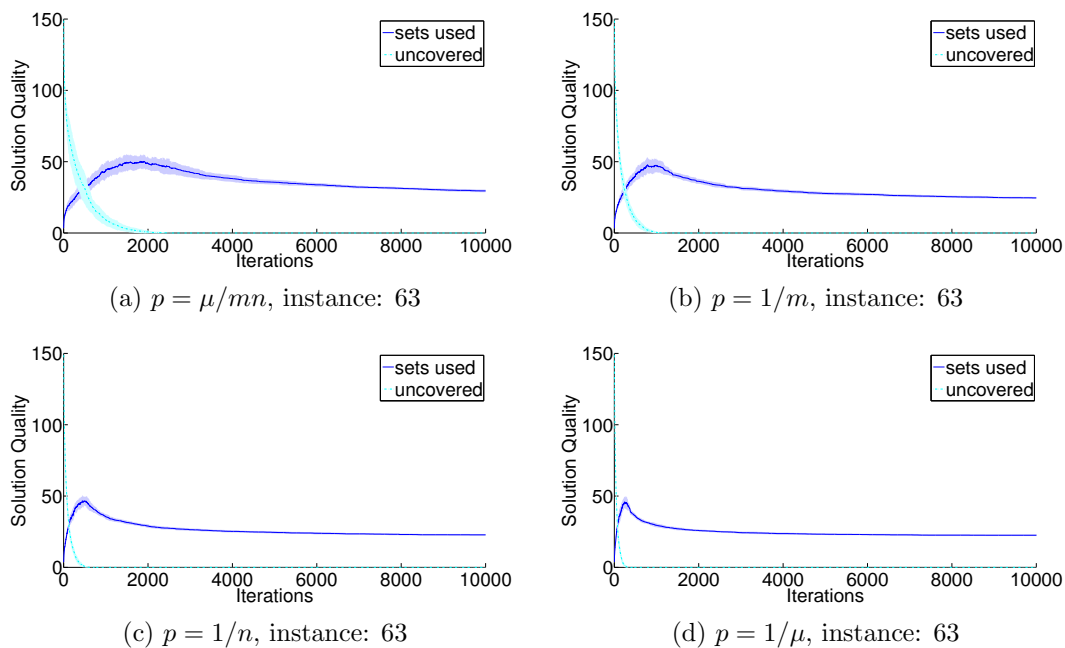 150
100
50
0
Solution Quality
sets used
uncovered
0 2000 4000 6000 8000 10000
Iterations
(a) p = μ/mn, instance: 63
150
100
50
0
Solution Quality
sets used
uncovered
0 2000 4000 6000 8000 10000
Iterations
(b) p = 1/m, instance: 63
150
100
50
0
Solution Quality
sets used
uncovered
0 2000 4000 6000 8000 10000
Iterations
(c) p = 1/n, instance: 63
150
100
50
0
Solution Quality
sets used
uncovered
0 2000 4000 6000 8000 10000
Iterations
(d) p = 1/μ, instance: 63